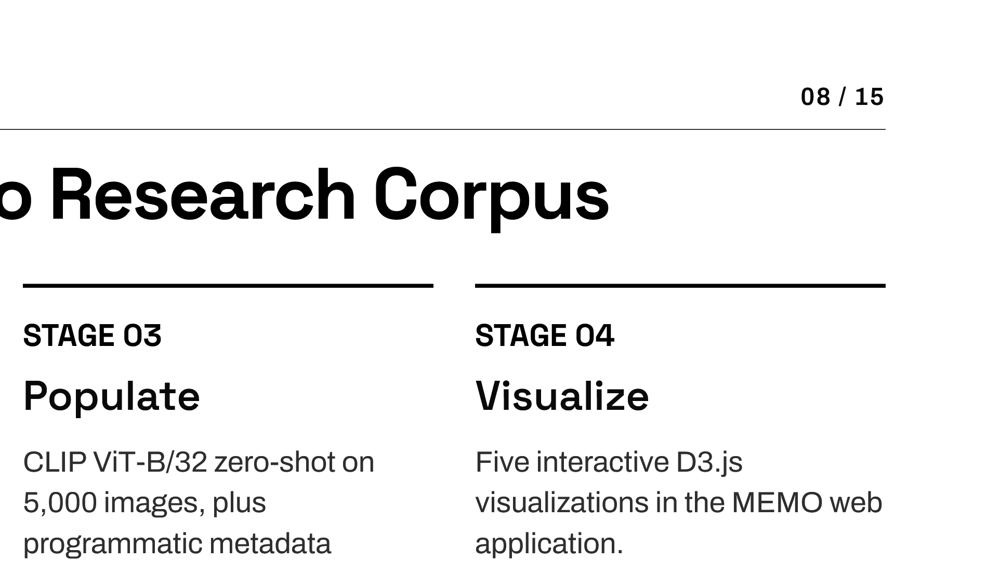 08 / 15
o Research Corpus
STAGE 03
Populate
CLIP ViT-B/32 zero-shot on
5,000 images, plus
programmatic metadata
STAGE 04
Visualize
Five interactive D3.js
visualizations in the MEMO web
application.